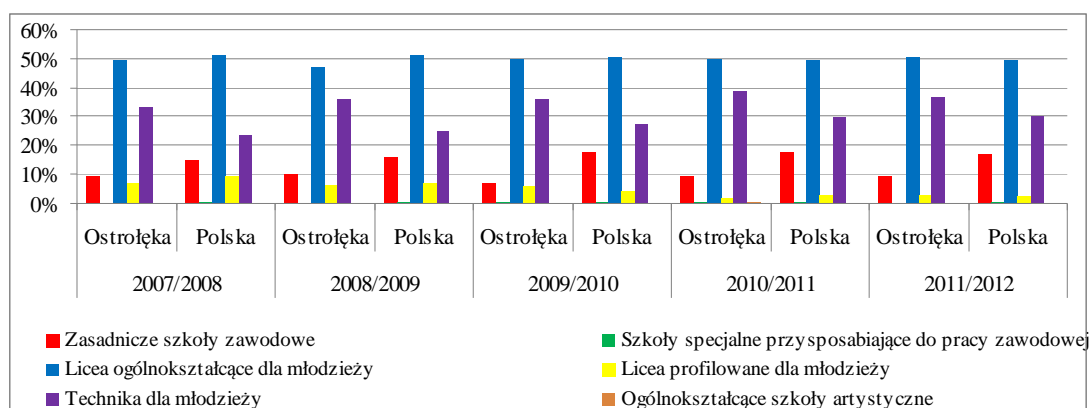 60%
50%
40%
30%
20%
10%
0%
Ostrołęka Polska Ostrołęka Polska Ostrołęka Polska Ostrołęka Polska Ostrołęka Polska
2007/2008 2008/2009 2009/2010 2010/2011 2011/2012
Zasadnicze szkoły zawodowe Szkoły specjalne przysposabiające do pracy zawodowej
Licea ogólnokształcące dla młodzieży Licea profilowane dla młodzieży
Technika dla młodzieży Ogólnokształcące szkoły artystyczne